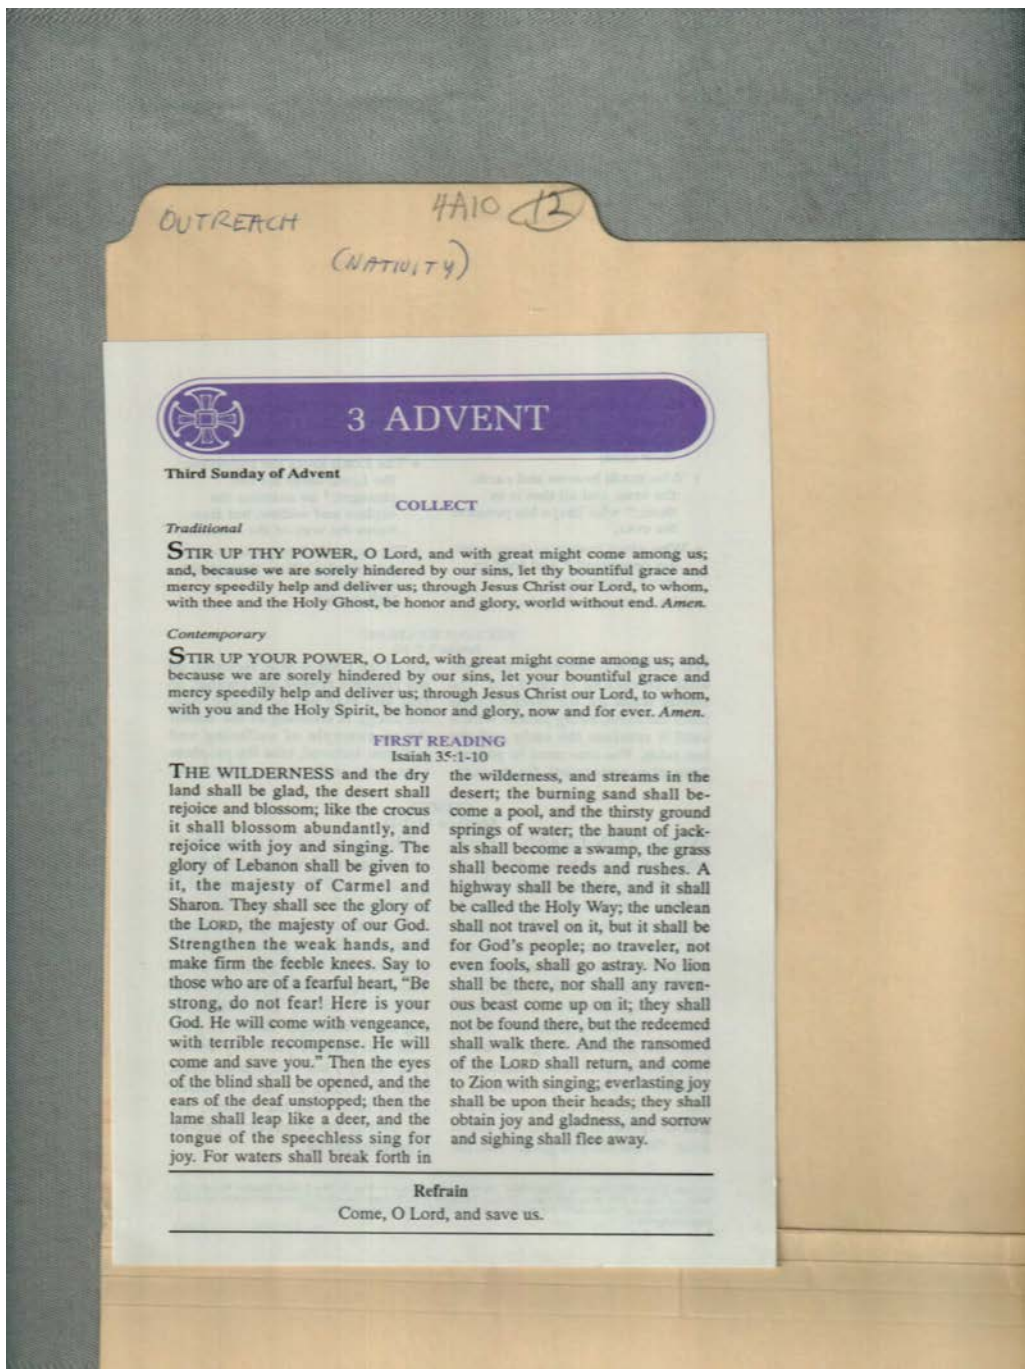 OUTREACH
4A10 12
(NATIVITY)
3 ADVENT
Third Sunday of Advent
COLLECT
Traditional
STIR UP THY POWER, O Lord, and with great might come among us;
and, because we are sorely hindered by our sins, let thy bountiful grace and
mercy speedily help and deliver us; through Jesus Christ our Lord, to whom,
with thee and the Holy Ghost, be honor and glory, world without end. Amen.
Contemporary
STIR UP YOUR POWER, O Lord, with great might come among us; and,
because we are sorely hindered by our sins, let your bountiful grace and
mercy speedily help and deliver us; through Jesus Christ our Lord, to whom,
with you and the Holy Spirit, be honor and glory, now and for ever. Amen.
FIRST READING
Isaiah 35:1-10
THE WILDERNESS and the dry
land shall be glad, the desert shall
rejoice and blossom; like the crocus
it shall blossom abundantly, and
rejoice with joy and singing. The
glory of Lebanon shall be given to
it, the majesty of Carmel and
Sharon. They shall see the glory of
the LORD, the majesty of our God.
Strengthen the weak hands, and
make firm the feeble knees. Say to
those who are of a fearful heart, “Be
strong, do not fear! Here is your
God. He will come with vengeance,
with terrible recompense. He will
come and save you.” Then the eyes
of the blind shall be opened, and the
ears of the deaf unstopped; then the
lame shall leap like a deer, and the
tongue of the speechless sing for
joy. For waters shall break forth in
the wilderness, and streams in the
desert; the burning sand shall be-
come a pool, and the thirsty ground
springs of water; the haunt of jack-
als shall become a swamp, the grass
shall become reeds and rushes. A
highway shall be there, and it shall
be called the Holy Way; the unclean
shall not travel on it, but it shall be
for God's people; no traveler, not
even fools, shall go astray. No lion
shall be there, nor shall any raven-
ous beast come up on it; they shall
not be found there, but the redeemed
shall walk there. And the ransomed
of the LORD shall return, and come
to Zion with singing; everlasting joy
shall be upon their heads; they shall
obtain joy and gladness, and sorrow
and sighing shall flee away.
Refrain
Come, O Lord, and save us.